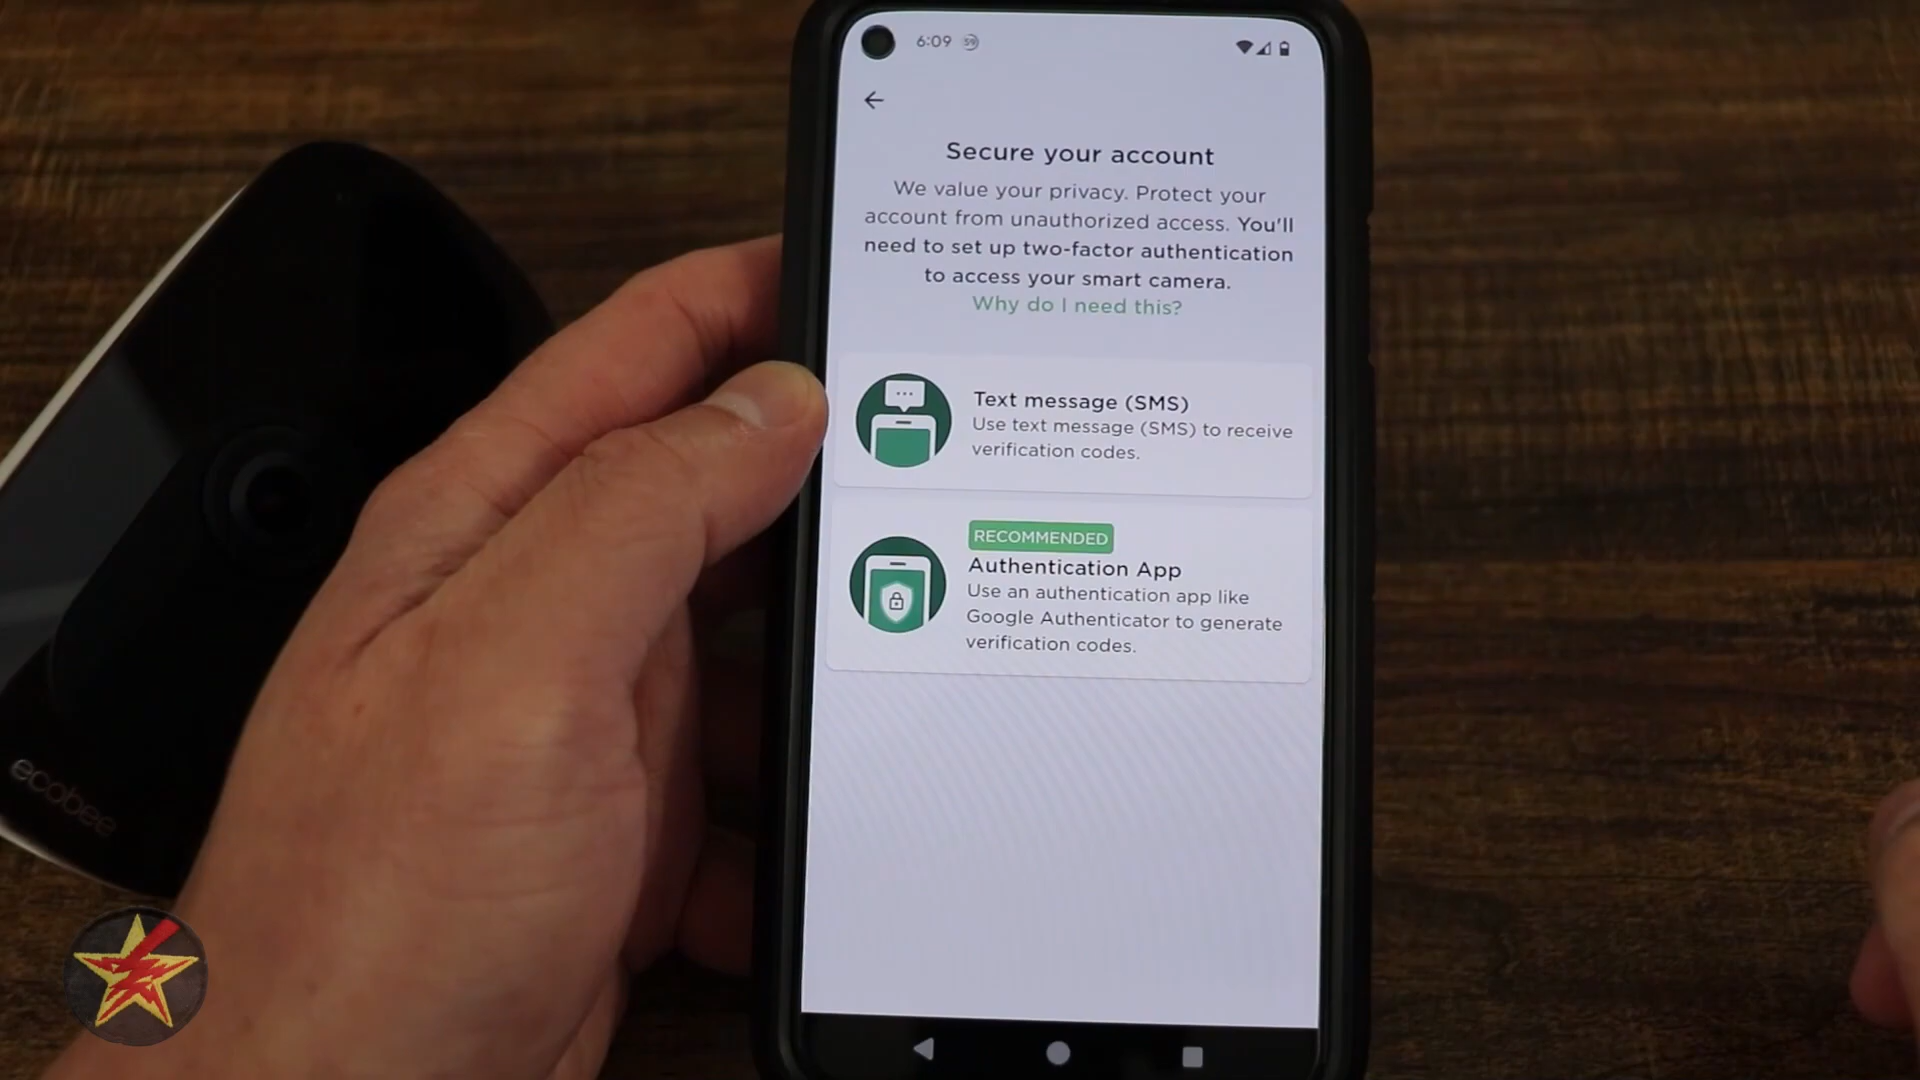 6:09 59
Secure your account
We value your privacy. Protect your
account from unauthorized access. You'll
need to set up two-factor authentication
to access your smart camera.
Why do I need this?
Text message (SMS)
Use text message (SMS) to receive
verification codes.
RECOMMENDED
Authentication App
Use an authentication app like
Google Authenticator to generate
verification codes.
ecobee